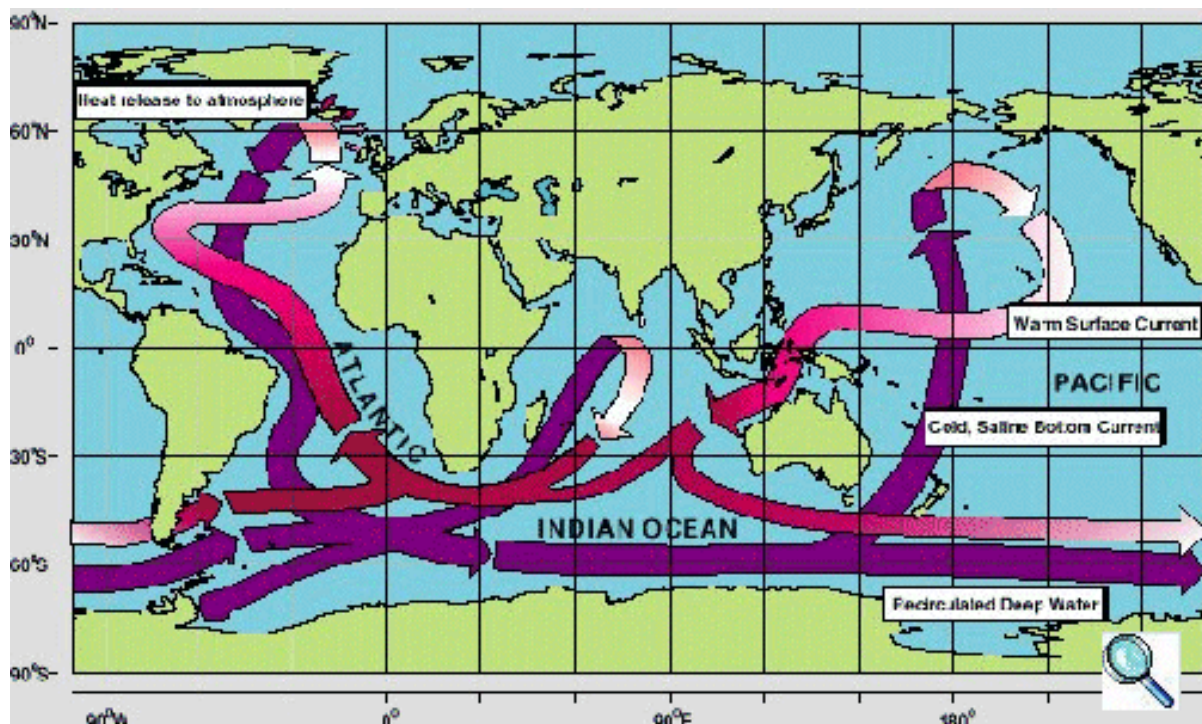 90°N
Heat release to atmosphere
60°N
30°N
Warm Surface Current
0°
ATLANTIC
PACIFIC
Cold, Saline Bottom Current
30°S
INDIAN OCEAN
60°S
Recirculated Deep Water
90°S
90°W 0° 90°E 180°